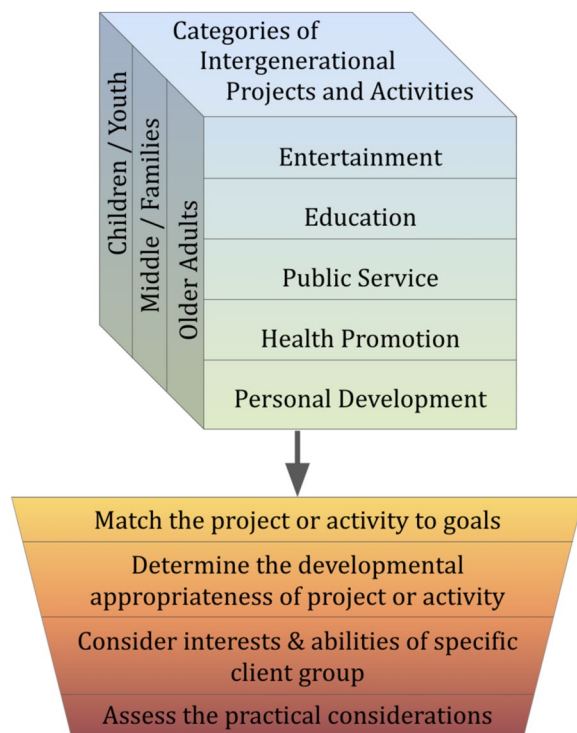 Categories of
Intergenerational
Projects and Activities
Children / Youth
Middle / Families
Older Adults
Entertainment
Education
Public Service
Health Promotion
Personal Development
Match the project or activity to goals
Determine the developmental
appropriateness of project or activity
Consider interests & abilities of specific
client group
Assess the practical considerations